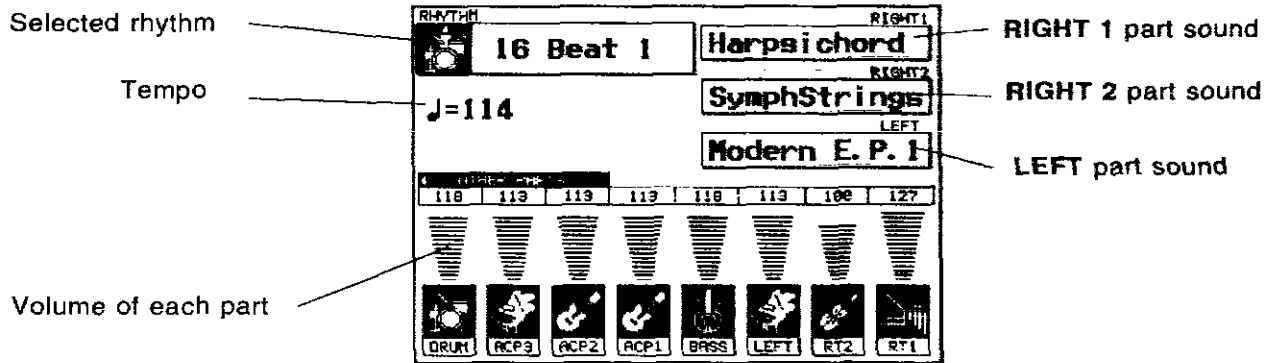 Selected rhythm
Tempo
Volume of each part
RHYTHM
16 Beat 1
♩=114
RIGHT1
Harpsichord
RIGHT2
SymphStrings
LEFT
Modern E.P.1
118 113 113 113 118 113 100 127
DRUM ACP3 ACP2 ACP1 BASS LEFT RT2 RT1
RIGHT 1 part sound
RIGHT 2 part sound
LEFT part sound